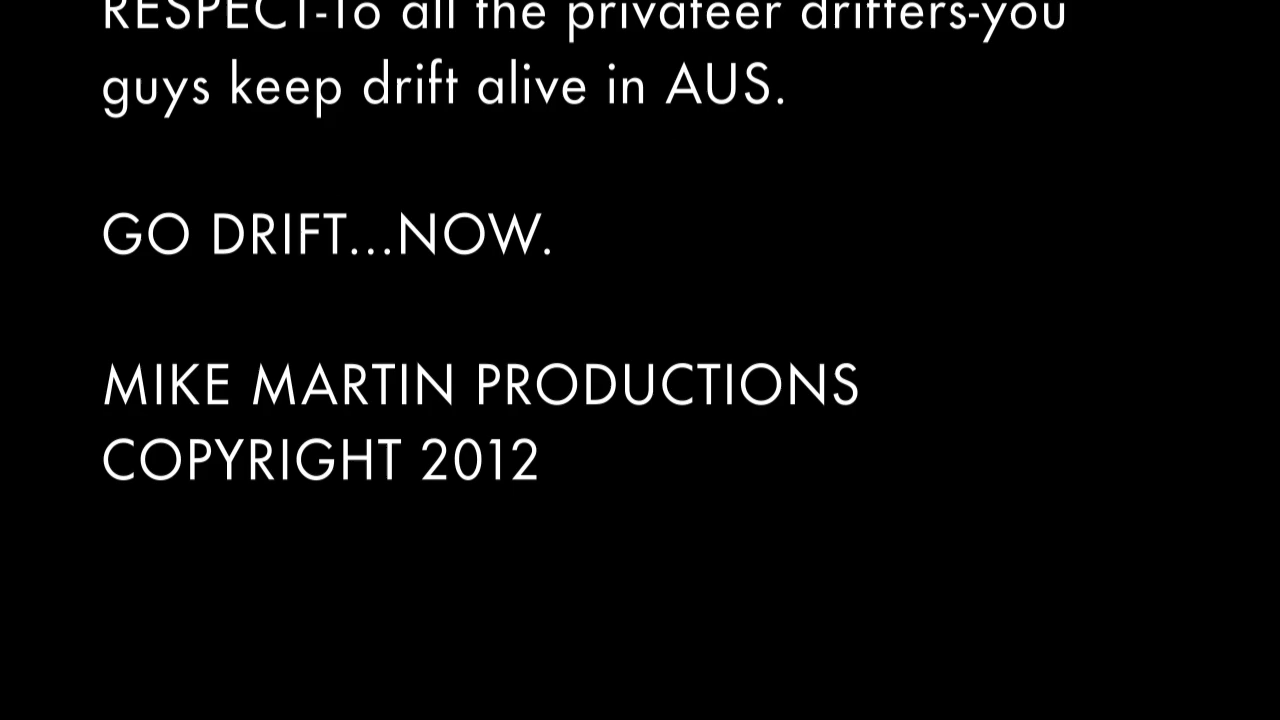 RESPECT-To all the privateer drifters-you
guys keep drift alive in AUS.
GO DRIFT...NOW.
MIKE MARTIN PRODUCTIONS
COPYRIGHT 2012